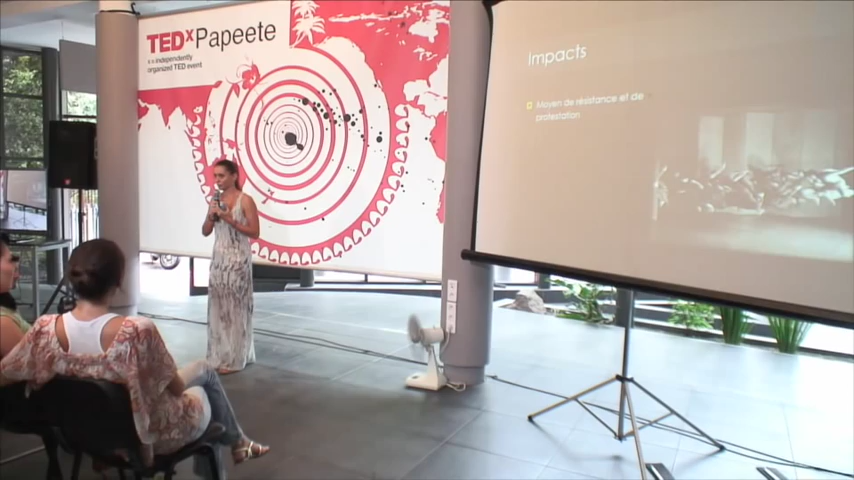 TEDxPapeete
x = independently
organized TED event
Impacts
Moyen de résistance et de
protestation